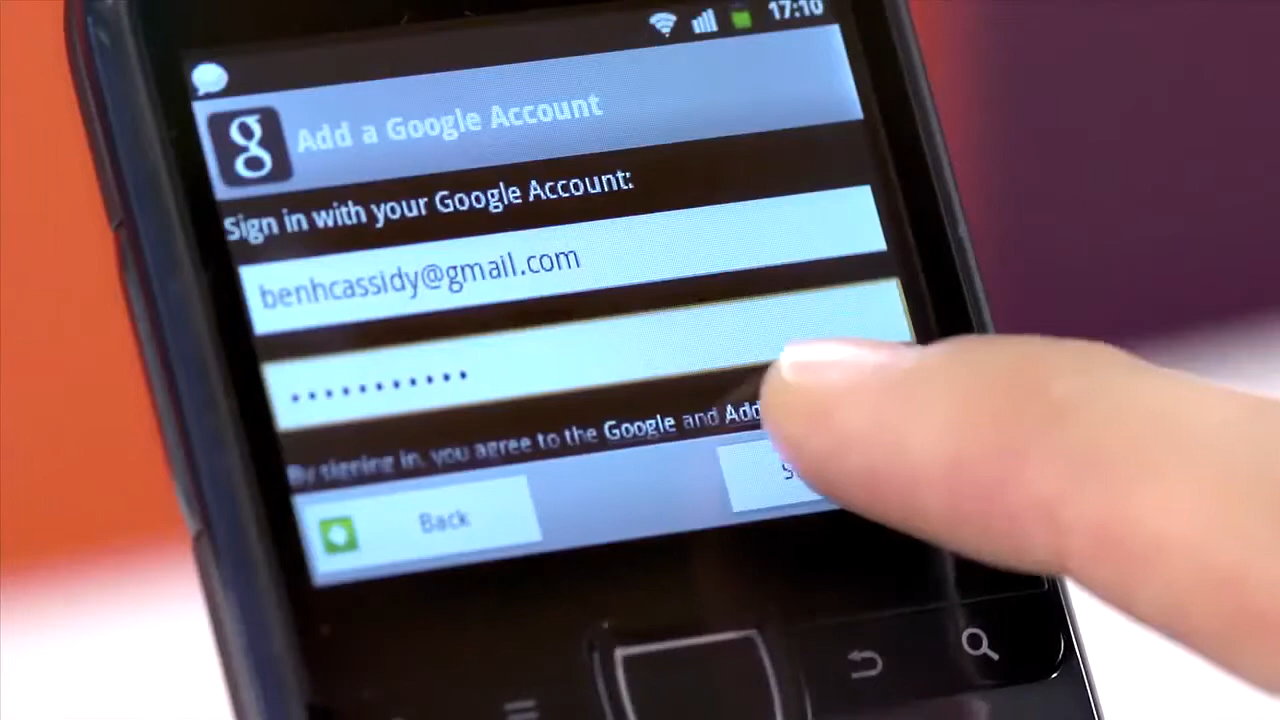 17:10
g Add a Google Account
Sign in with your Google Account:
benhcassidy@gmail.com
•••••••••••
By signing in, you agree to the Google and Add
Back